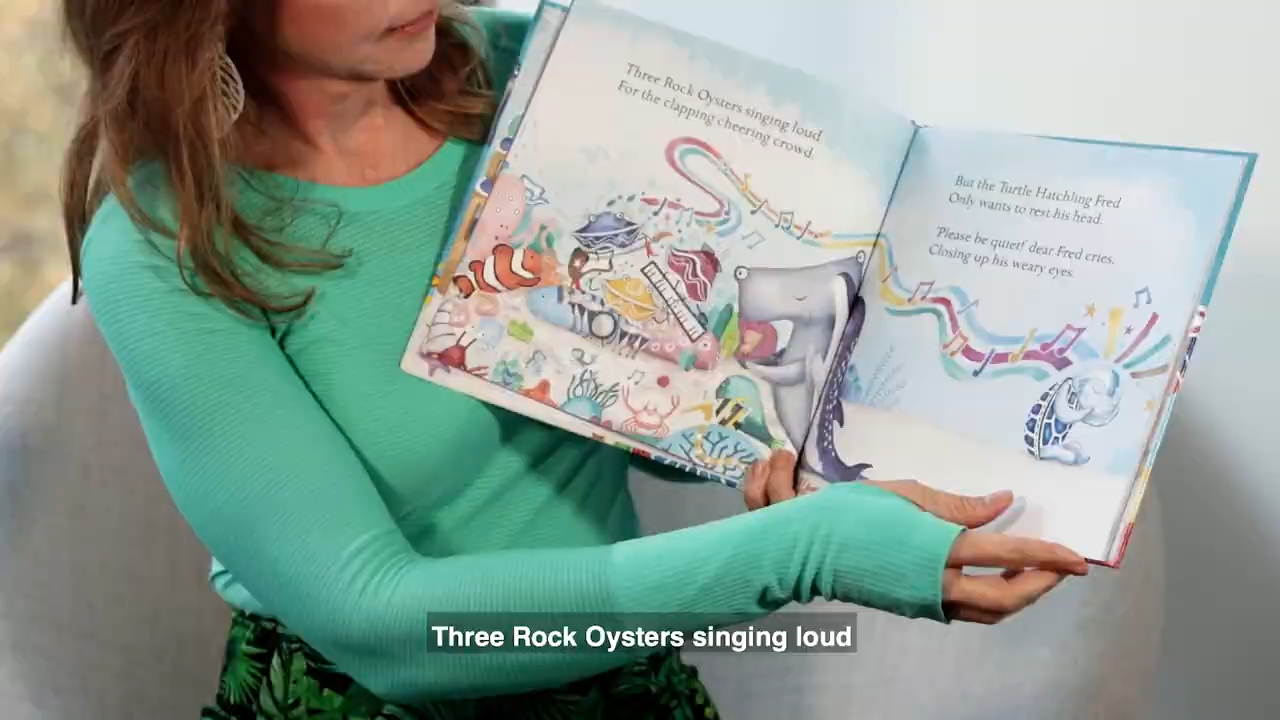 Three Rock Oysters singing loud
For the clapping cheering crowd.
But the Turtle Hatchling Fred
Only wants to rest his head.
'Please be quiet!' dear Fred cries.
Closing up his weary eyes.
Three Rock Oysters singing loud